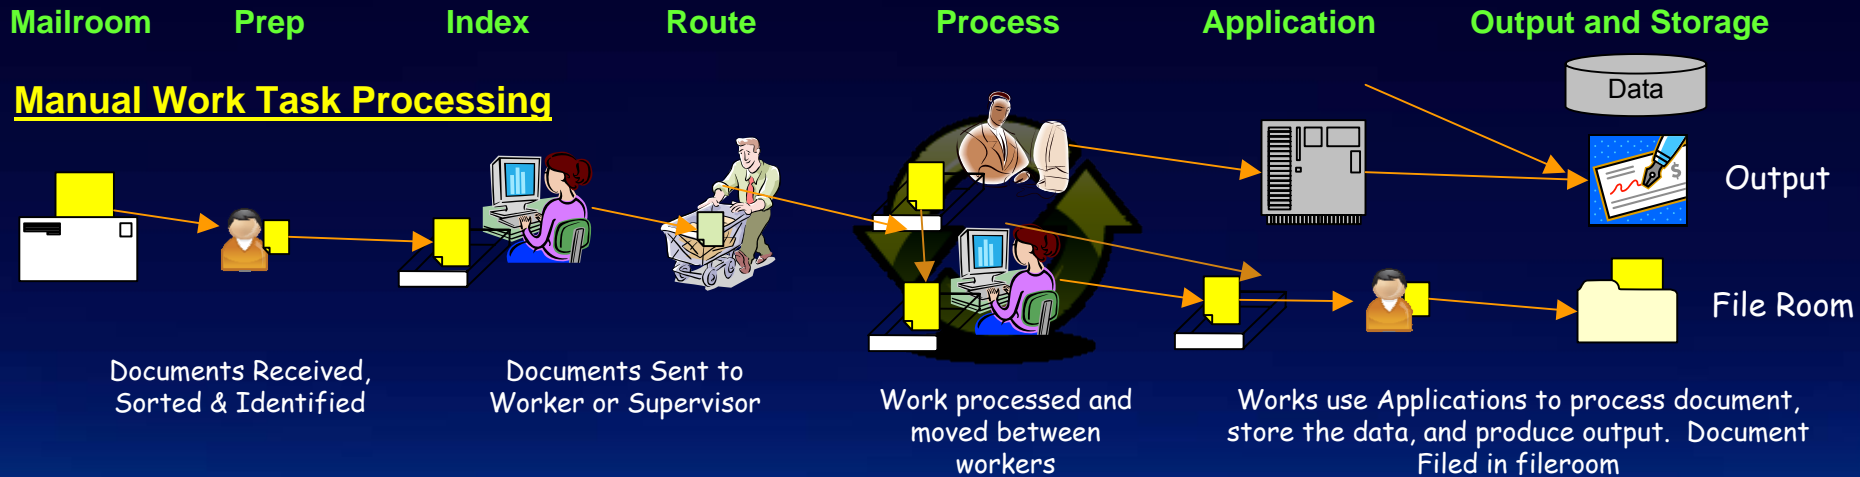 Mailroom Prep Index Route Process Application Output and Storage
Manual Work Task Processing
Data
$
Output
File Room
Documents Received,
Sorted & Identified
Documents Sent to
Worker or Supervisor
Work processed and
moved between
workers
Works use Applications to process document,
store the data, and produce output. Document
Filed in fileroom